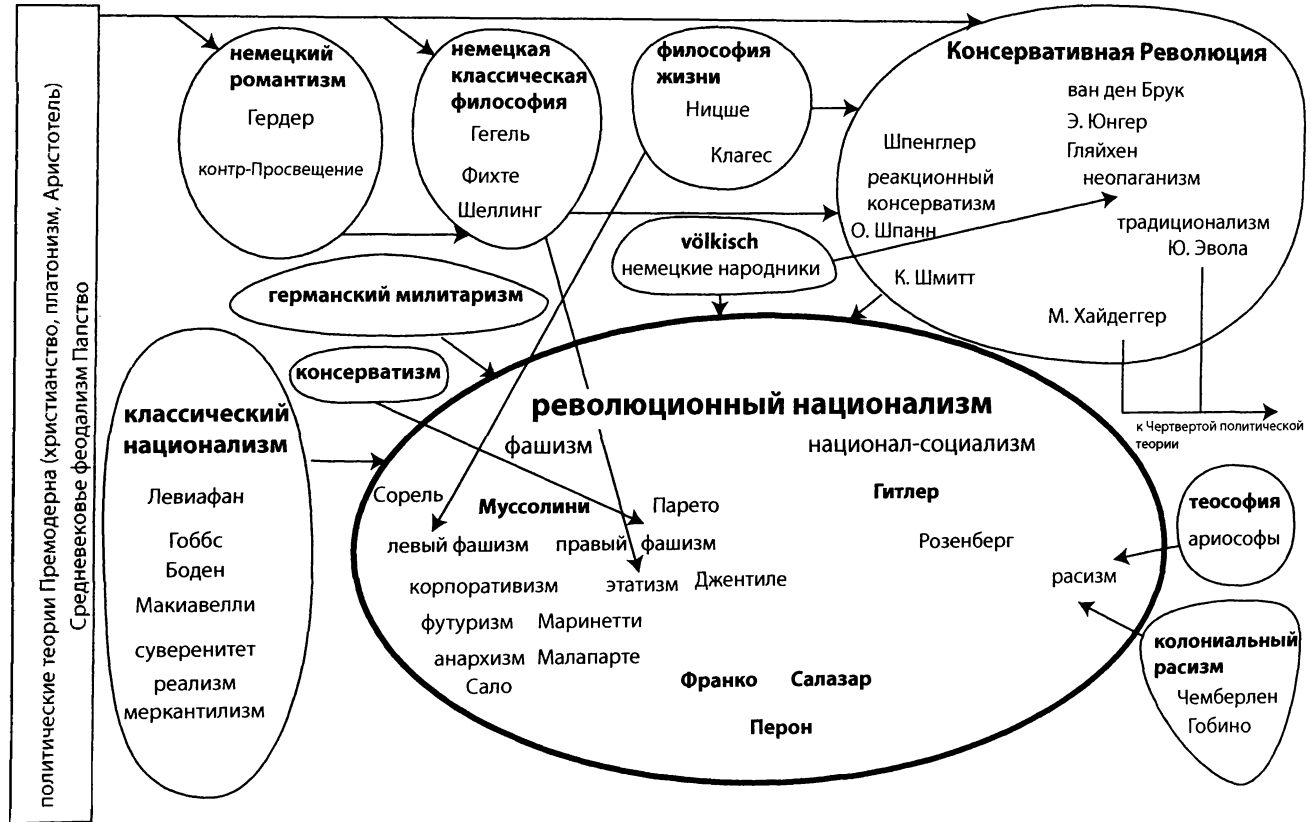 политические теории Премодерна (христианство, платонизм, Аристотель)
Средневековье феодализм Папство
немецкий
романтизм
Гердер
контр-Просвещение
немецкая
классическая
философия
Гегель
Фихте
Шеллинг
философия
жизни
Ницше
Клагес
Консервативная Революция
ван ден Брук
Э. Юнгер
Шпенглер
Гляйхен
реакционный
консерватизм
неопаганизм
О. Шпанн
традиционализм
Ю. Эвола
К. Шмитт
М. Хайдеггер
к Чертвертой политической
теории
völkisch
немецкие народники
германский милитаризм
консерватизм
классический
национализм
Левиафан
Гоббс
Боден
Макиавелли
суверенитет
реализм
меркантилизм
революционный национализм
фашизм
национал-социализм
Сорель
Муссолини
Парето
Гитлер
левый фашизм
правый фашизм
Розенберг
корпоративизм
этатизм
Джентиле
расизм
футуризм
Маринетти
анархизм
Малапарте
Сало
Франко
Салазар
Перон
теософия
ариософы
колониальный
расизм
Чемберлен
Гобино